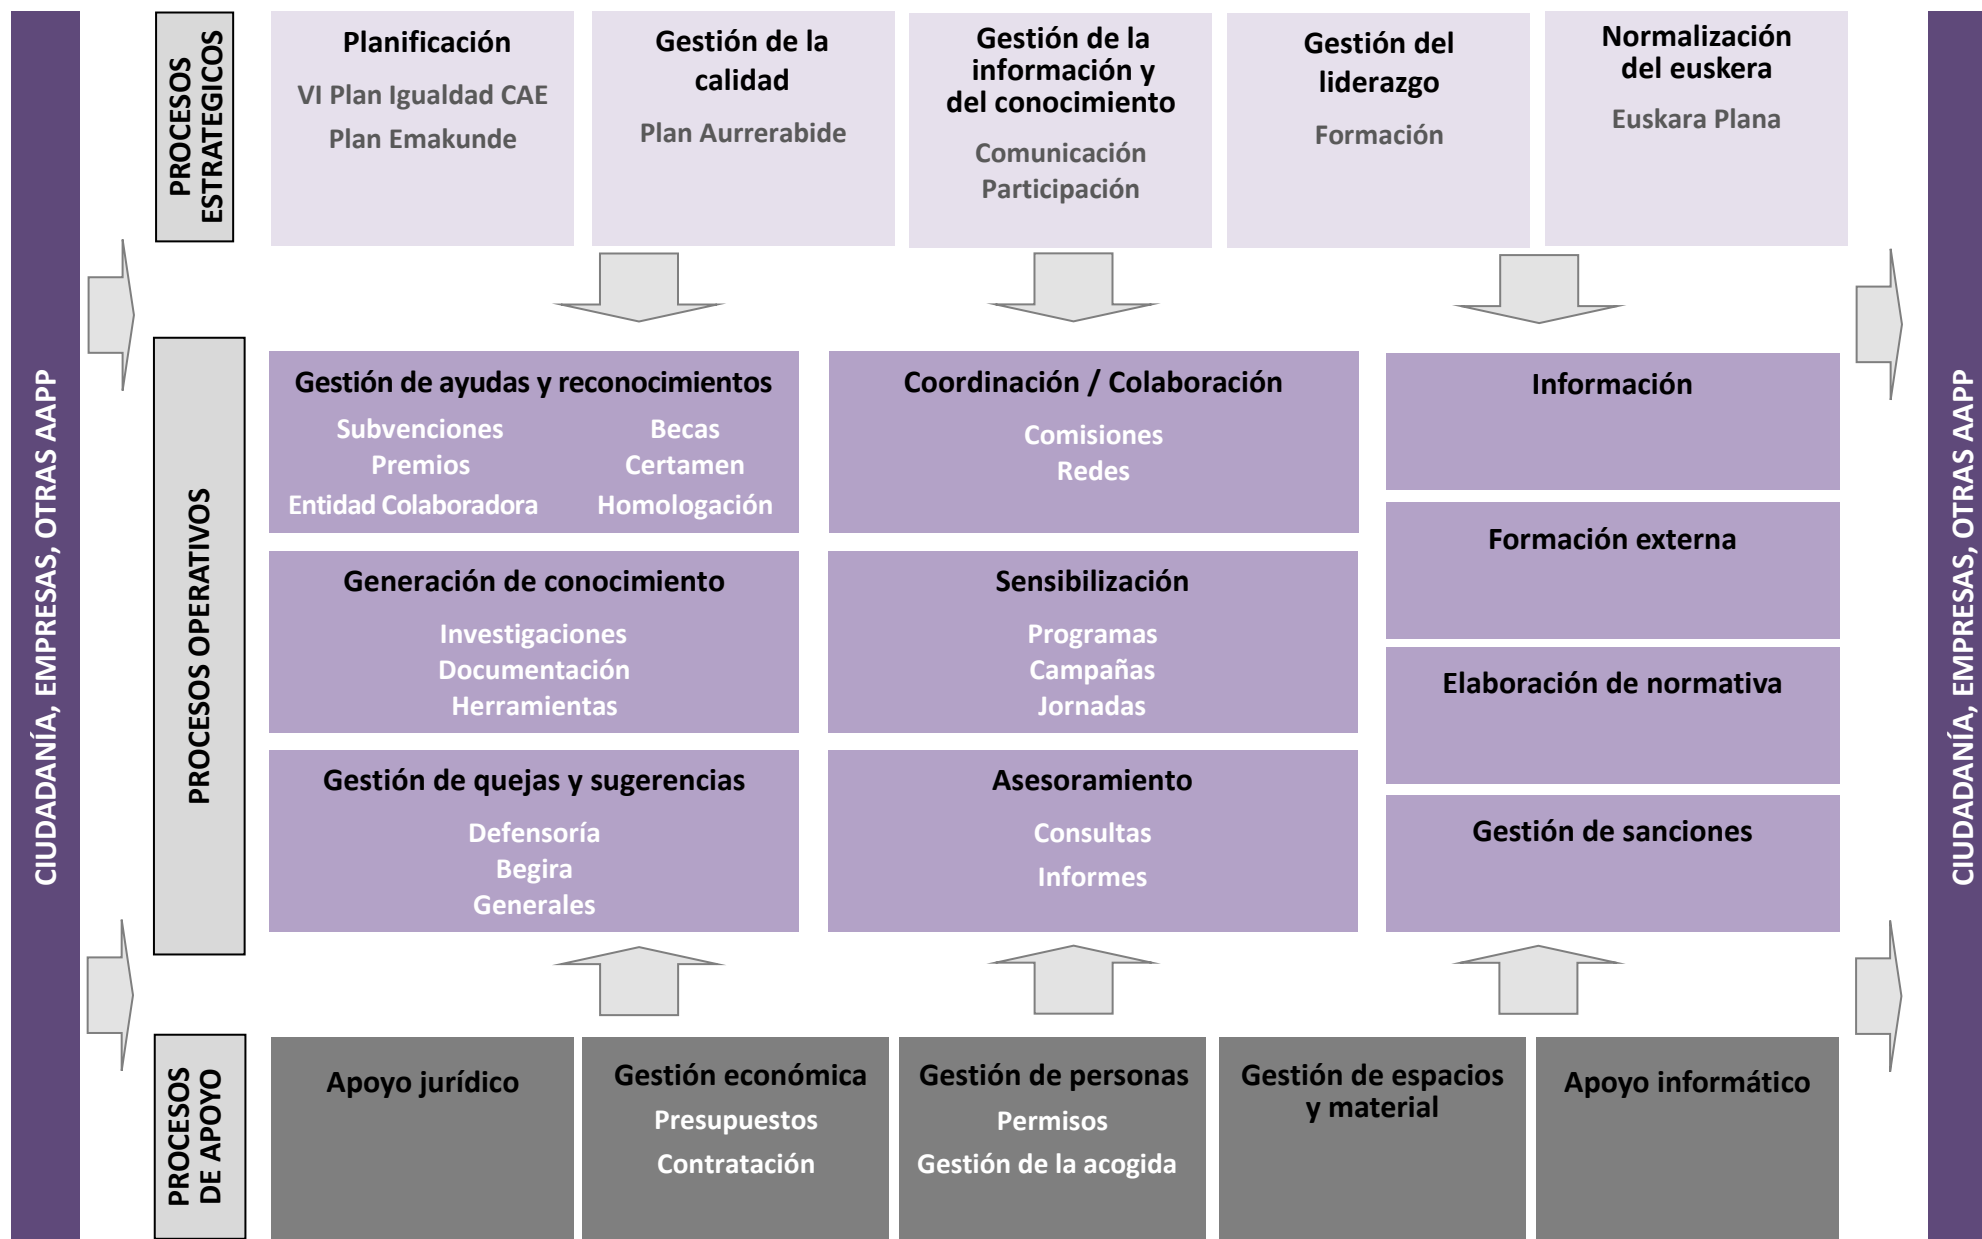 CIUDADANÍA, EMPRESAS, OTRAS AAPP
PROCESOS
ESTRATEGICOS
Planificación
VI Plan Igualdad CAE
Plan Emakunde
Gestión de la
calidad
Plan Aurrerabide
Gestión de la
información y
del conocimiento
Comunicación
Participación
Gestión del
liderazgo
Formación
Normalización
del euskera
Euskara Plana
PROCESOS OPERATIVOS
Gestión de ayudas y reconocimientos
Subvenciones Becas
Premios Certamen
Entidad Colaboradora Homologación
Coordinación / Colaboración
Comisiones
Redes
Información
Formación externa
Generación de conocimiento
Investigaciones
Documentación
Herramientas
Sensibilización
Programas
Campañas
Jornadas
Elaboración de normativa
Gestión de quejas y sugerencias
Defensoría
Begira
Generales
Asesoramiento
Consultas
Informes
Gestión de sanciones
PROCESOS
DE APOYO
Apoyo jurídico
Gestión económica
Presupuestos
Contratación
Gestión de personas
Permisos
Gestión de la acogida
Gestión de espacios
y material
Apoyo informático
CIUDADANÍA, EMPRESAS, OTRAS AAPP